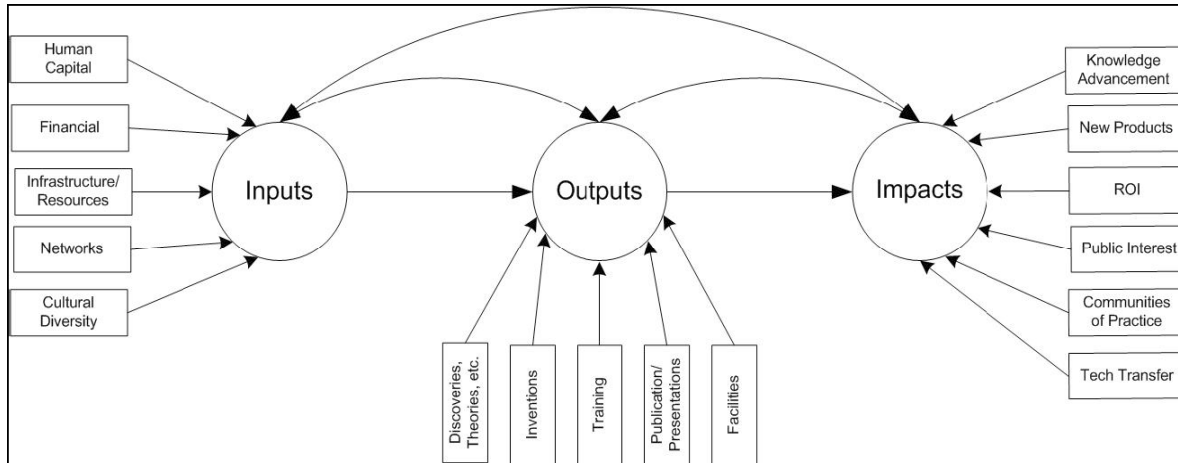 Human
Capital
Financial
Infrastructure/
Resources
Networks
Cultural
Diversity
Inputs
Outputs
Impacts
Discoveries,
Theories, etc.
Inventions
Training
Publication/
Presentations
Facilities
Knowledge
Advancement
New Products
ROI
Public Interest
Communities
of Practice
Tech Transfer